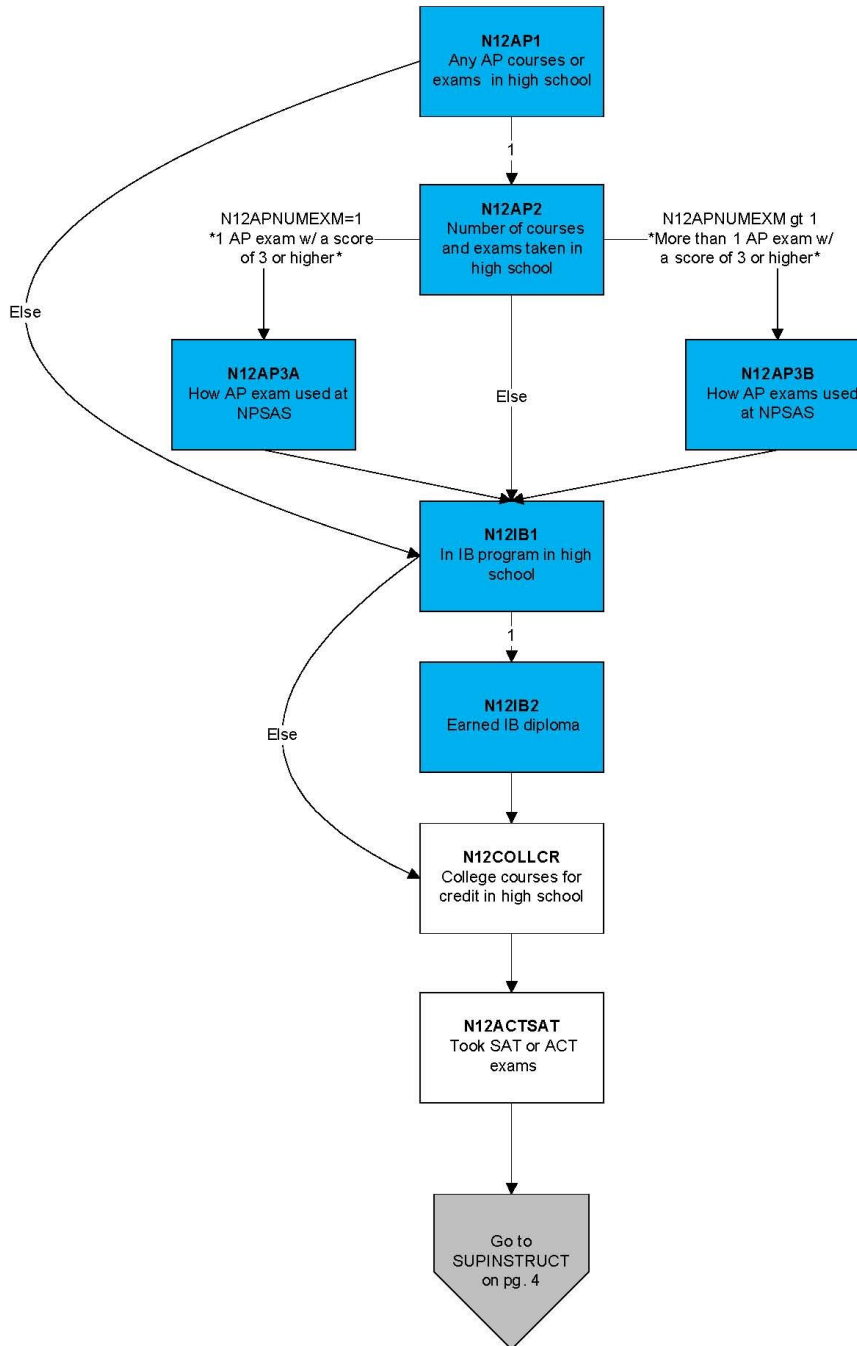 N12AP1
Any AP courses or
exams in high school
1
N12APNUMEXM=1
*1 AP exam w/ a score
of 3 or higher*
N12AP2
Number of courses
and exams taken in
high school
N12APNUMEXM gt 1
*More than 1 AP exam w/
a score of 3 or higher*
Else
N12AP3A
How AP exam used at
NPSAS
Else
N12AP3B
How AP exams used
at NPSAS
N12IB1
In IB program in high
school
1
N12IB2
Earned IB diploma
Else
N12COLLCR
College courses for
credit in high school
N12ACTSAT
Took SAT or ACT
exams
Go to
SUPINSTRUCT
on pg. 4